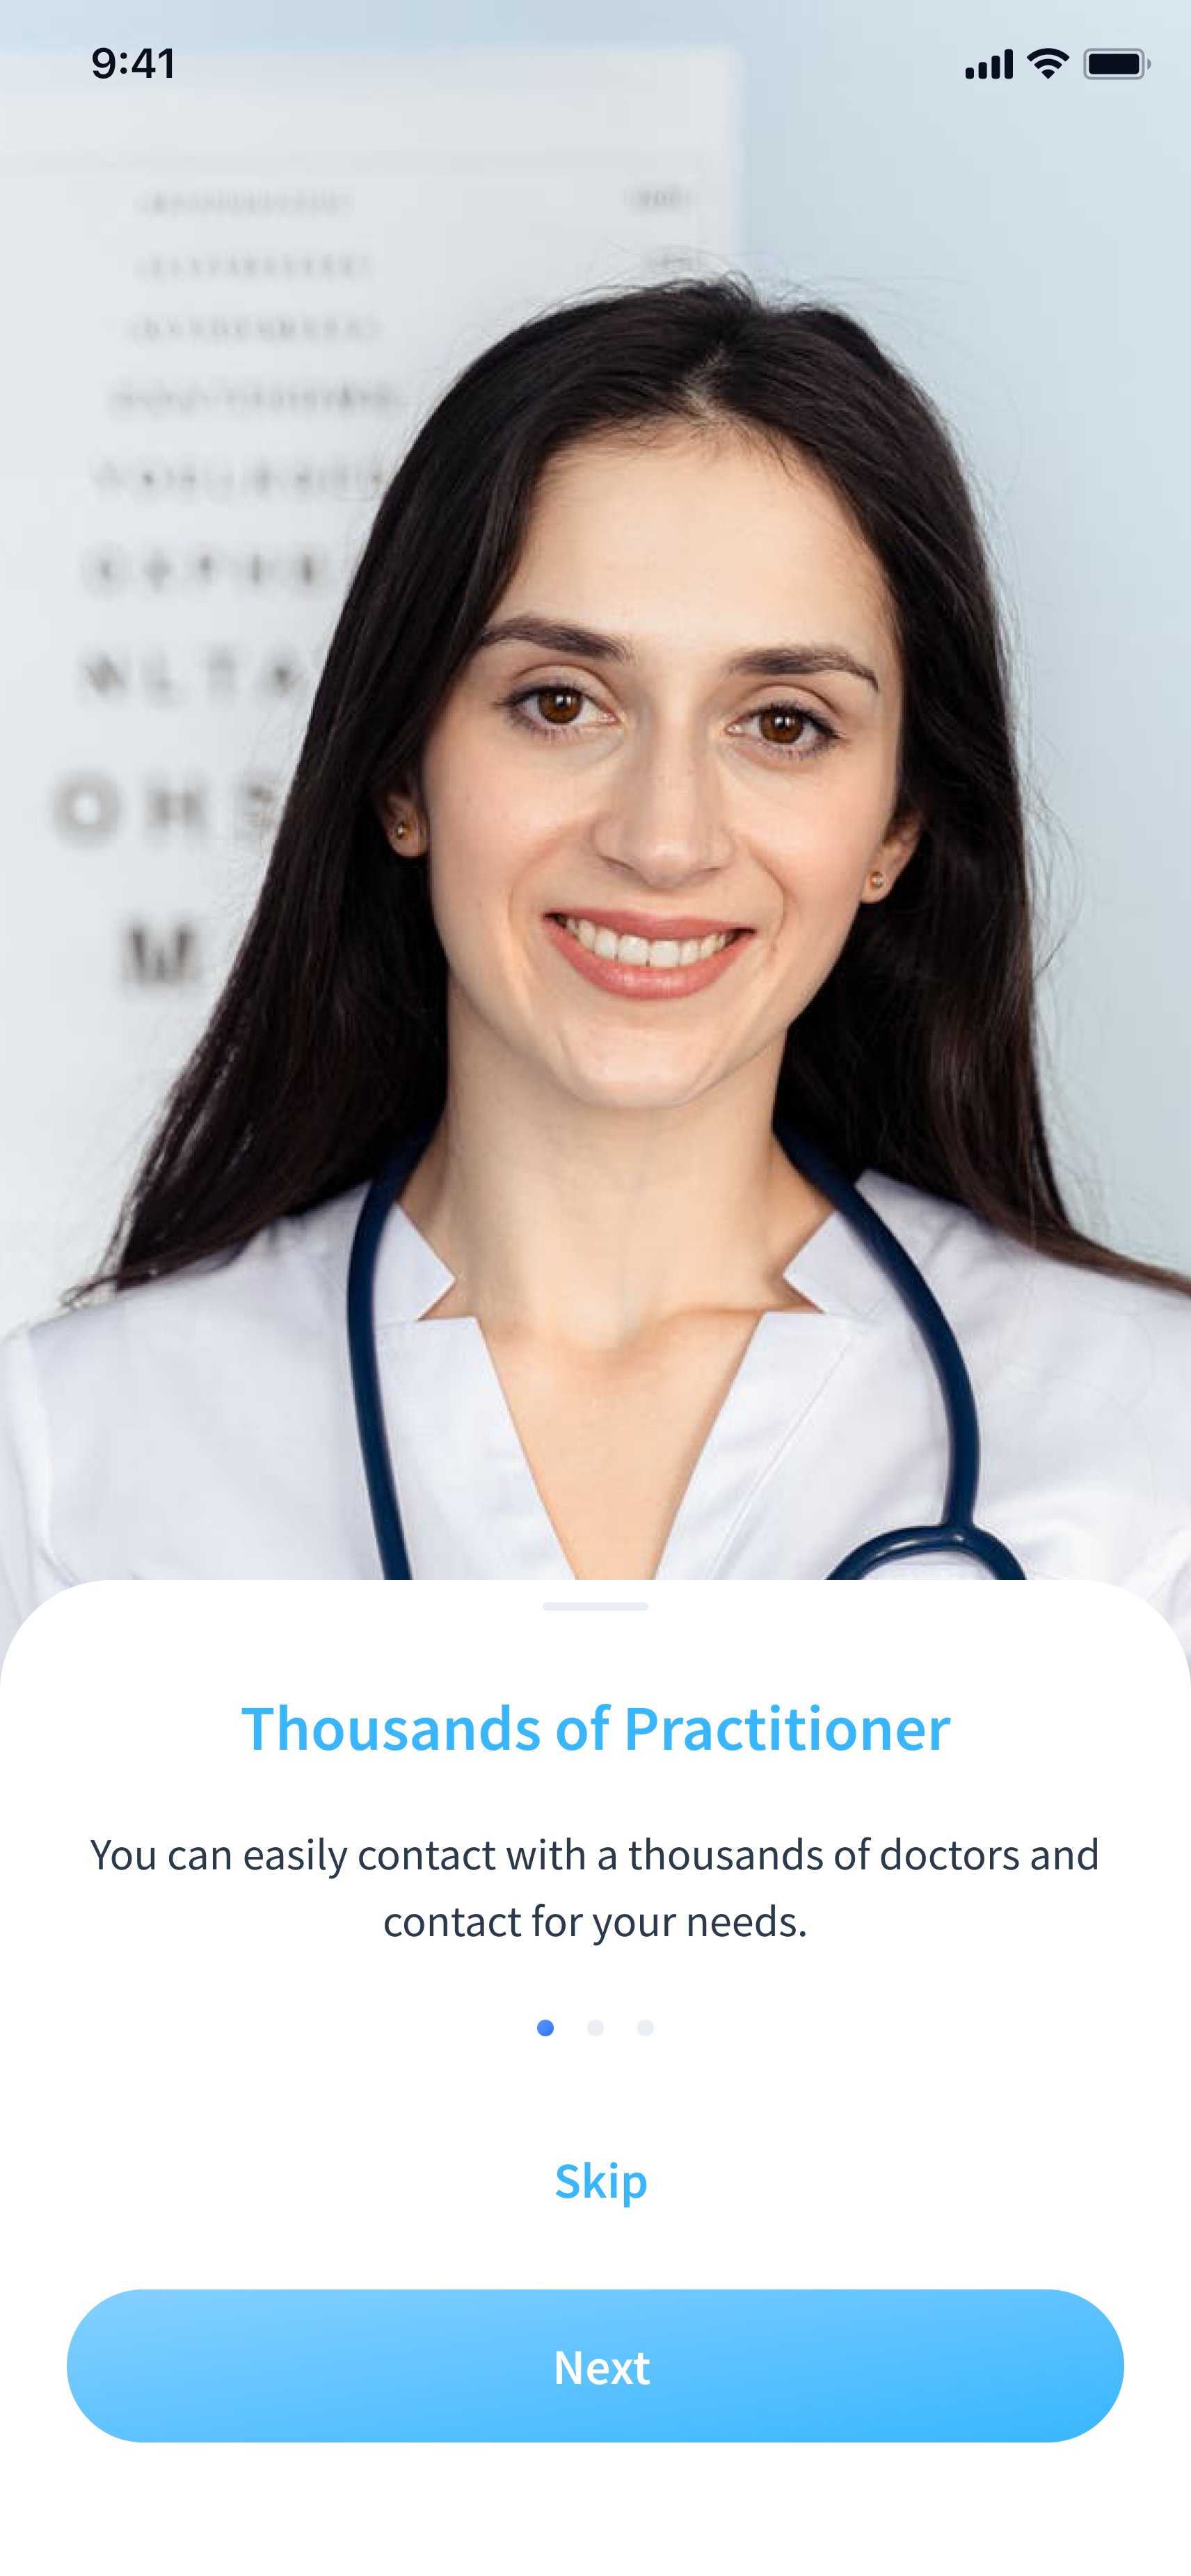 9:41
N L T A
O H S
M
Thousands of Practitioner
You can easily contact with a thousands of doctors and
contact for your needs.
Skip
Next